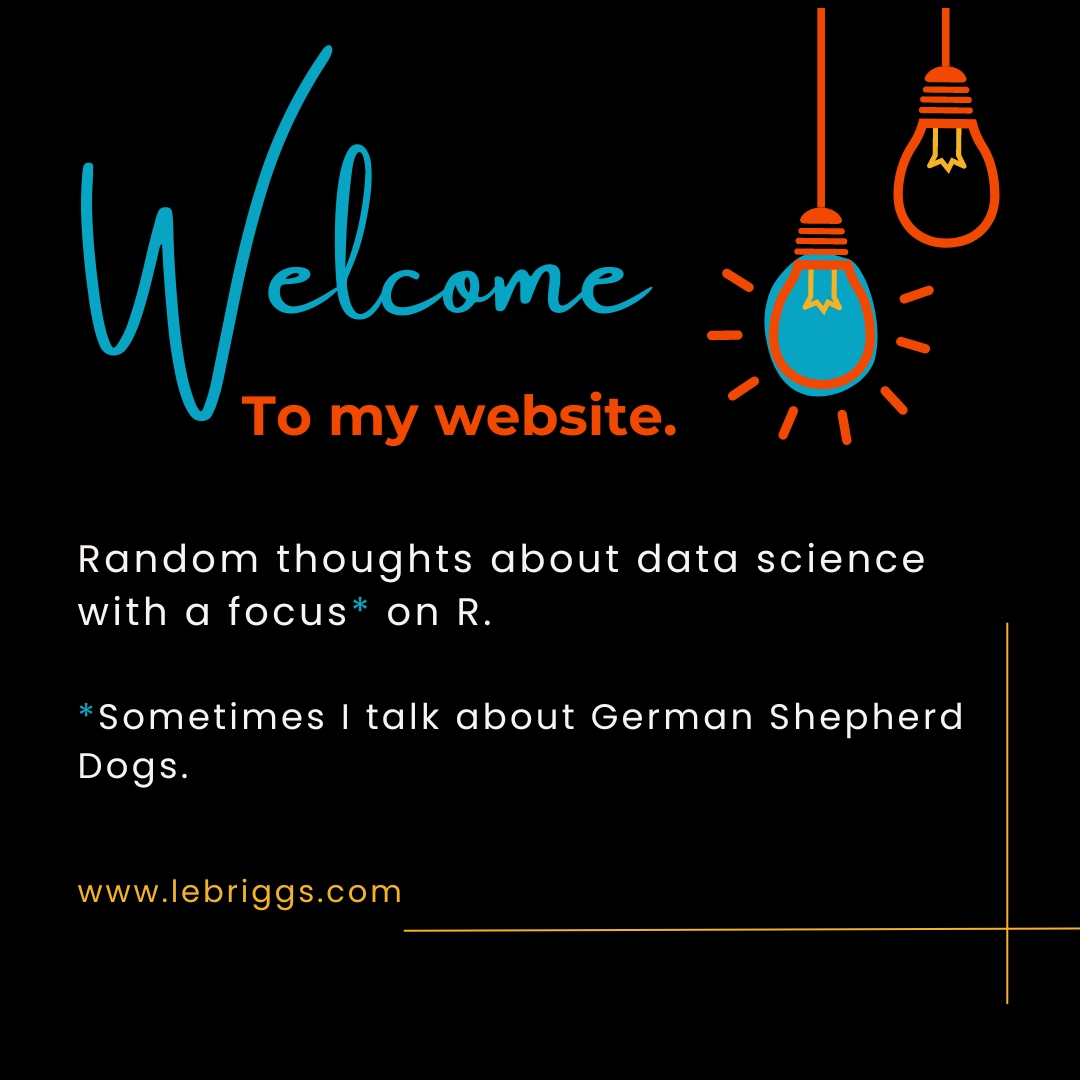 Welcome
To my website.
Random thoughts about data science
with a focus* on R.
*Sometimes I talk about German Shepherd
Dogs.
www.lebriggs.com